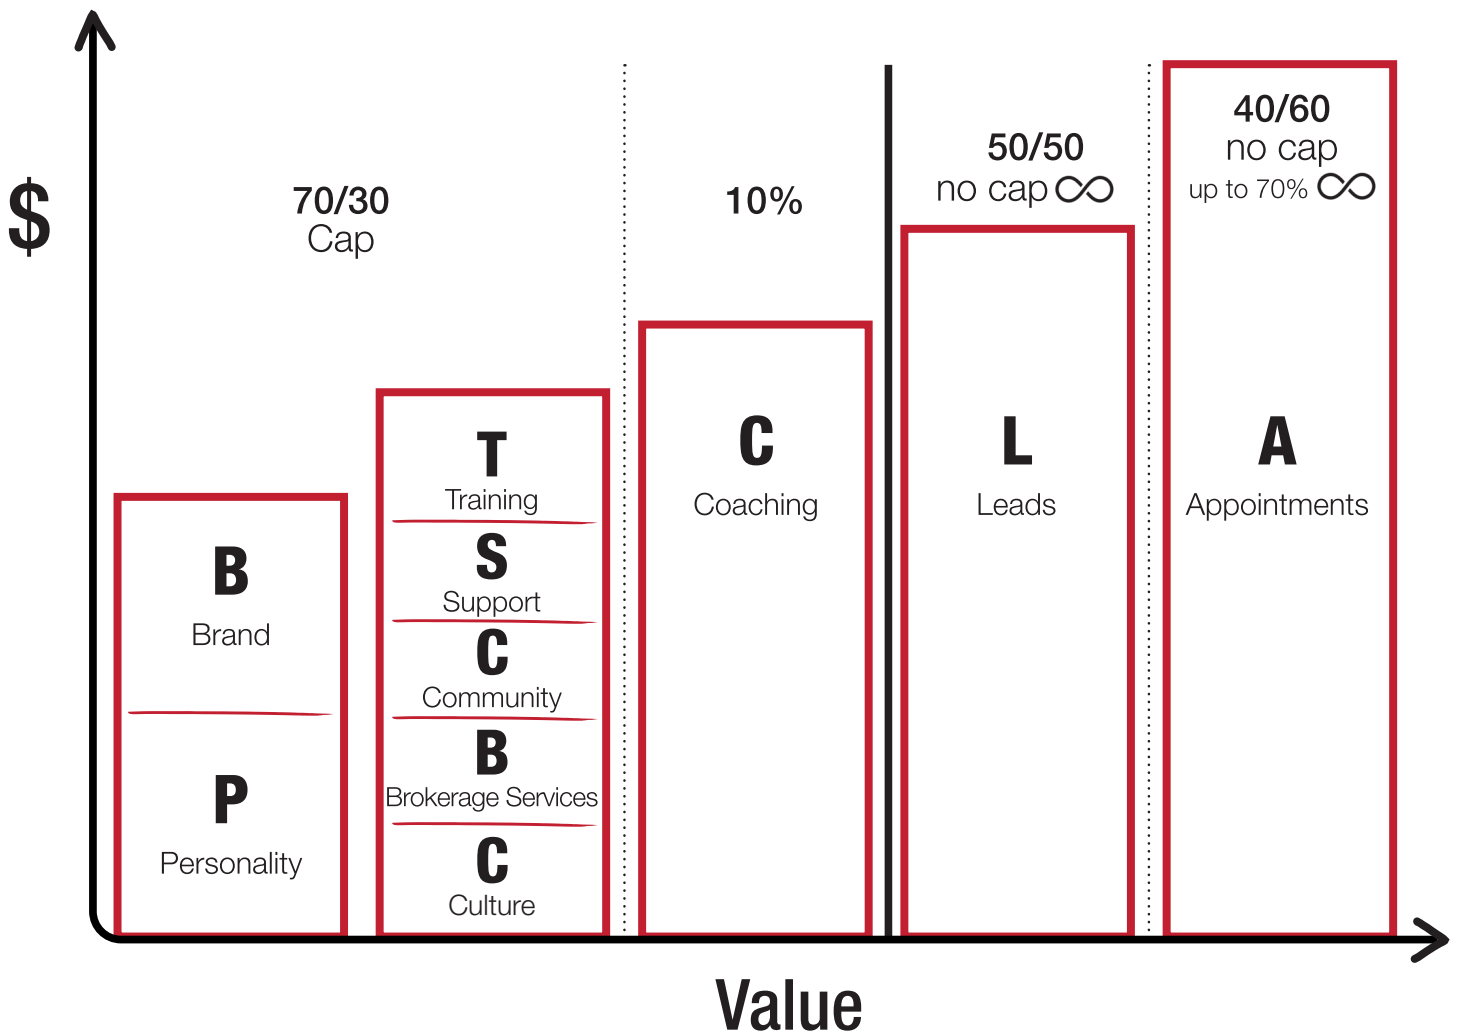 $
70/30
Cap
10%
50/50
no cap ∞
40/60
no cap
up to 70% ∞
B
Brand
P
Personality
T
Training
S
Support
C
Community
B
Brokerage Services
C
Culture
C
Coaching
L
Leads
A
Appointments
Value